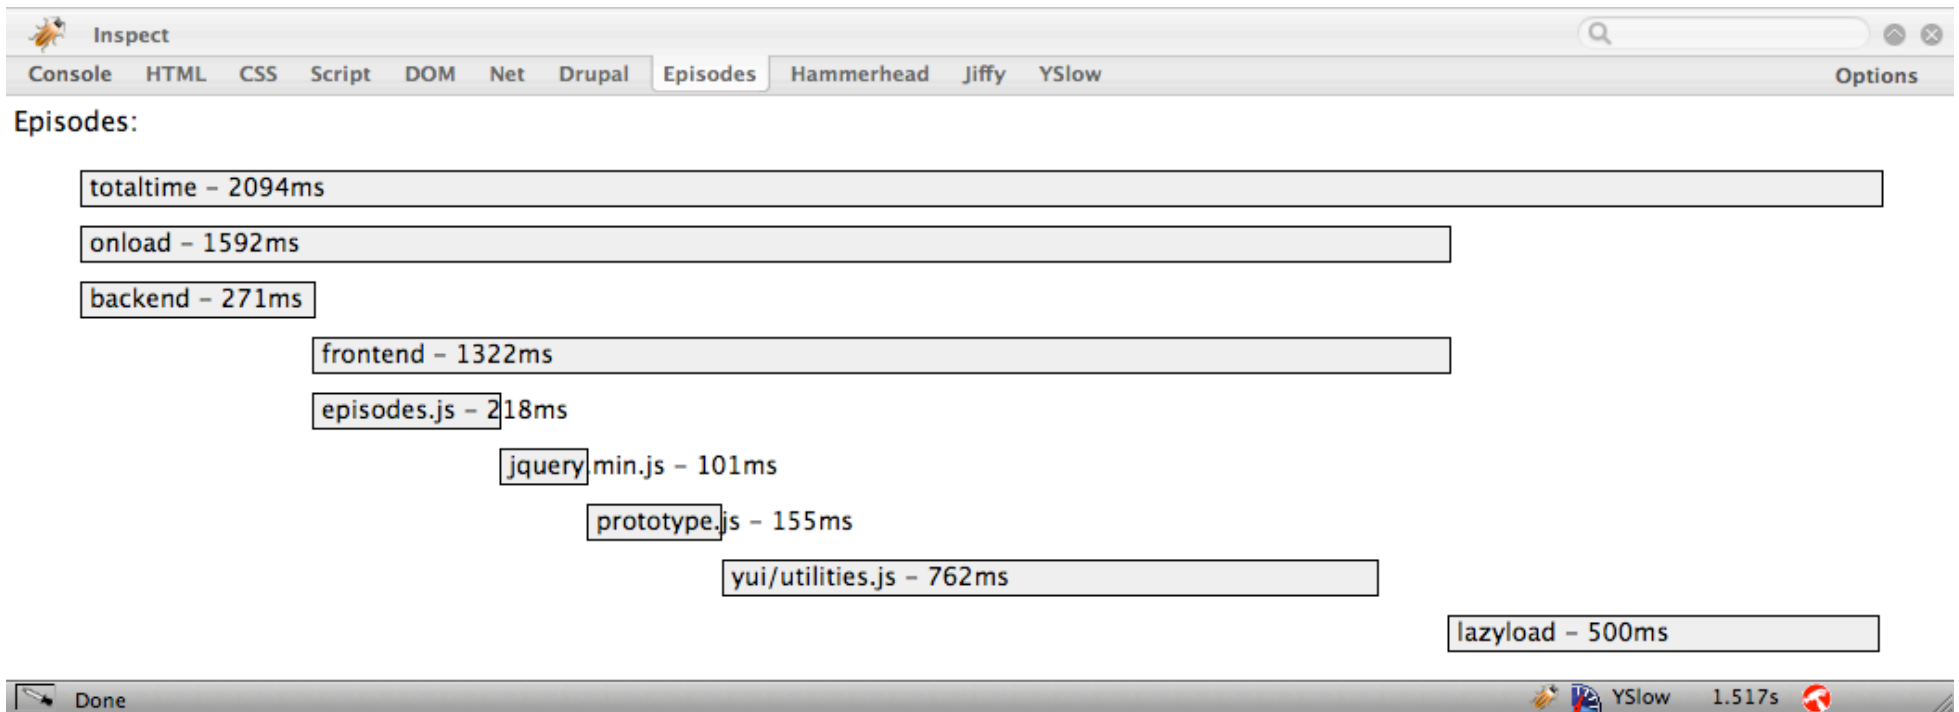 Inspect
Console HTML CSS Script DOM Net Drupal Episodes Hammerhead Jiffy YSlow Options
Episodes:
totaltime – 2094ms
onload – 1592ms
backend – 271ms
frontend – 1322ms
episodes.js – 218ms
jquery.min.js – 101ms
prototype.js – 155ms
yui/utilities.js – 762ms
lazyload – 500ms
Done YSlow 1.517s